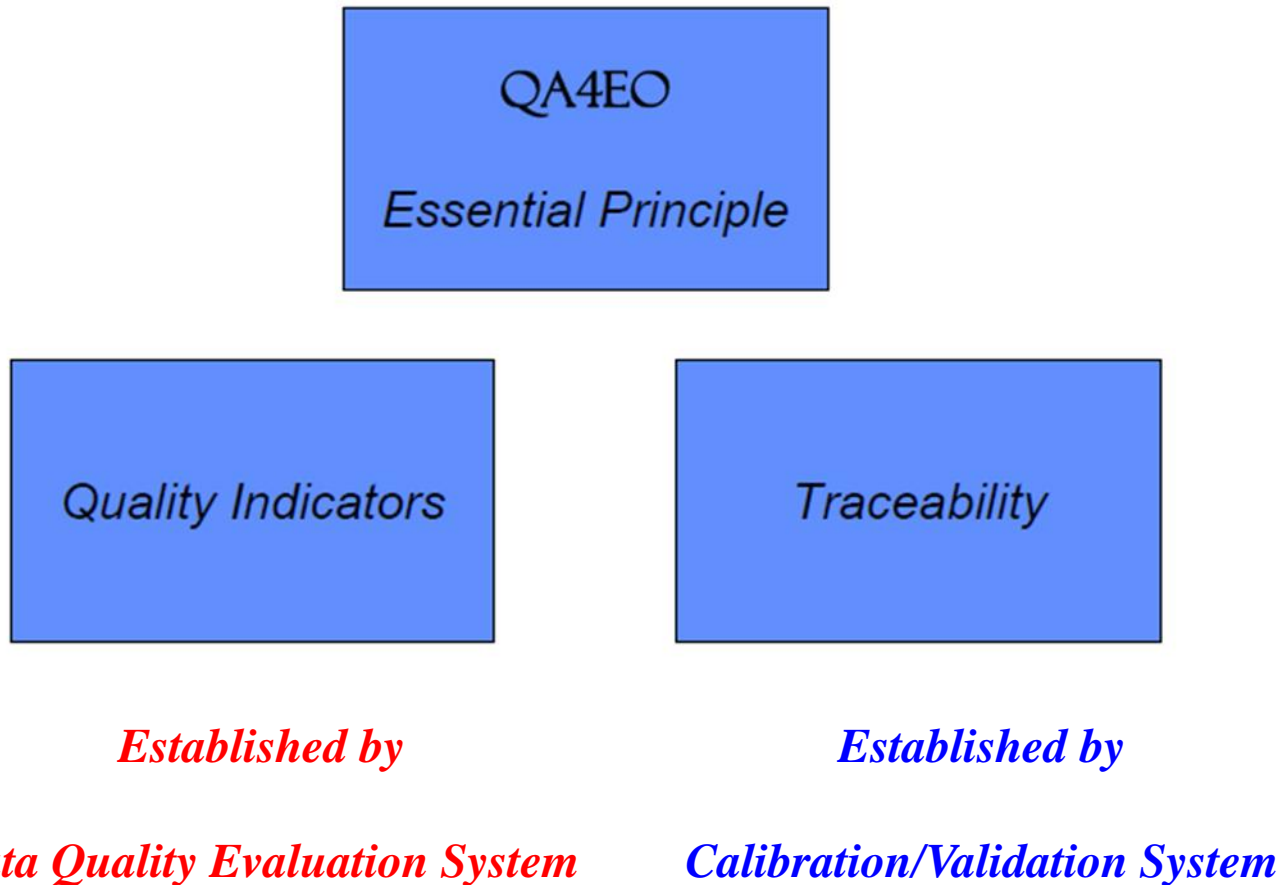 QA4EO
Essential Principle
Quality Indicators
Traceability
Established by
ta Quality Evaluation System
Established by
Calibration/Validation System